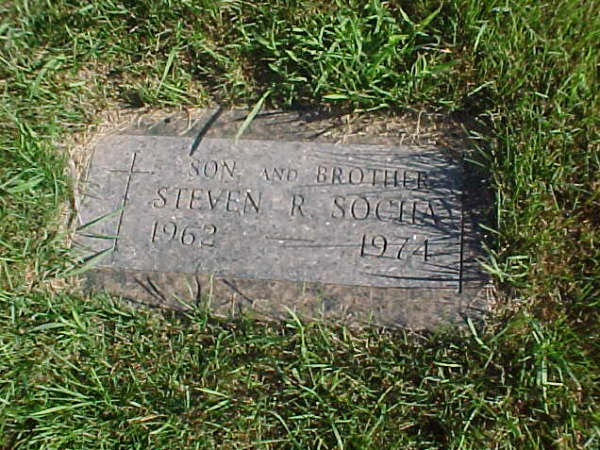 SON AND BROTHER
STEVEN R. SOCHA
1962 1974